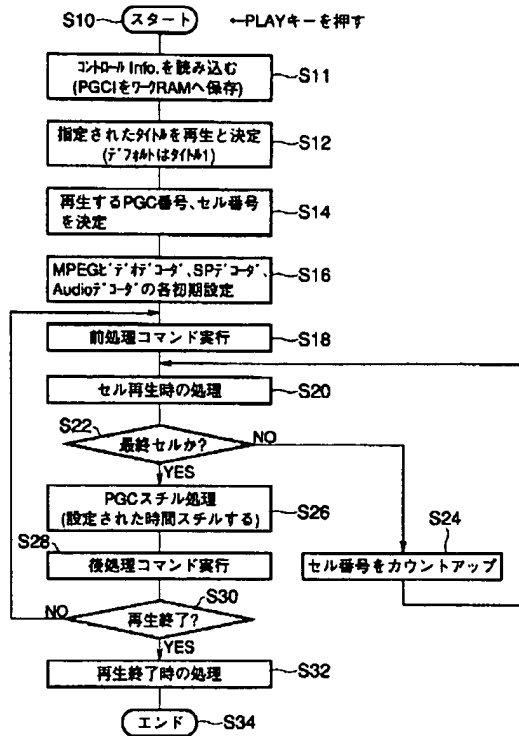 S10 スタート ←PLAYキーを押す
コントロールInfo.を読み込む
(PGCIをワークRAMへ保存)
S11
指定されたタイトルを再生と決定
(デフォルトはタイトル1)
S12
再生するPGC番号、セル番号
を決定
S14
MPEGビデオデコーダ、SPデコーダ、
Audioデコーダの各初期設定
S16
前処理コマンド実行
S18
セル再生時の処理
S20
S22
最終セルか?
NO
YES
PGCスチル処理
(設定された時間スチルする)
S26
S24
セル番号をカウントアップ
S28
後処理コマンド実行
S30
再生終了?
NO
YES
再生終了時の処理
S32
エンド
S34